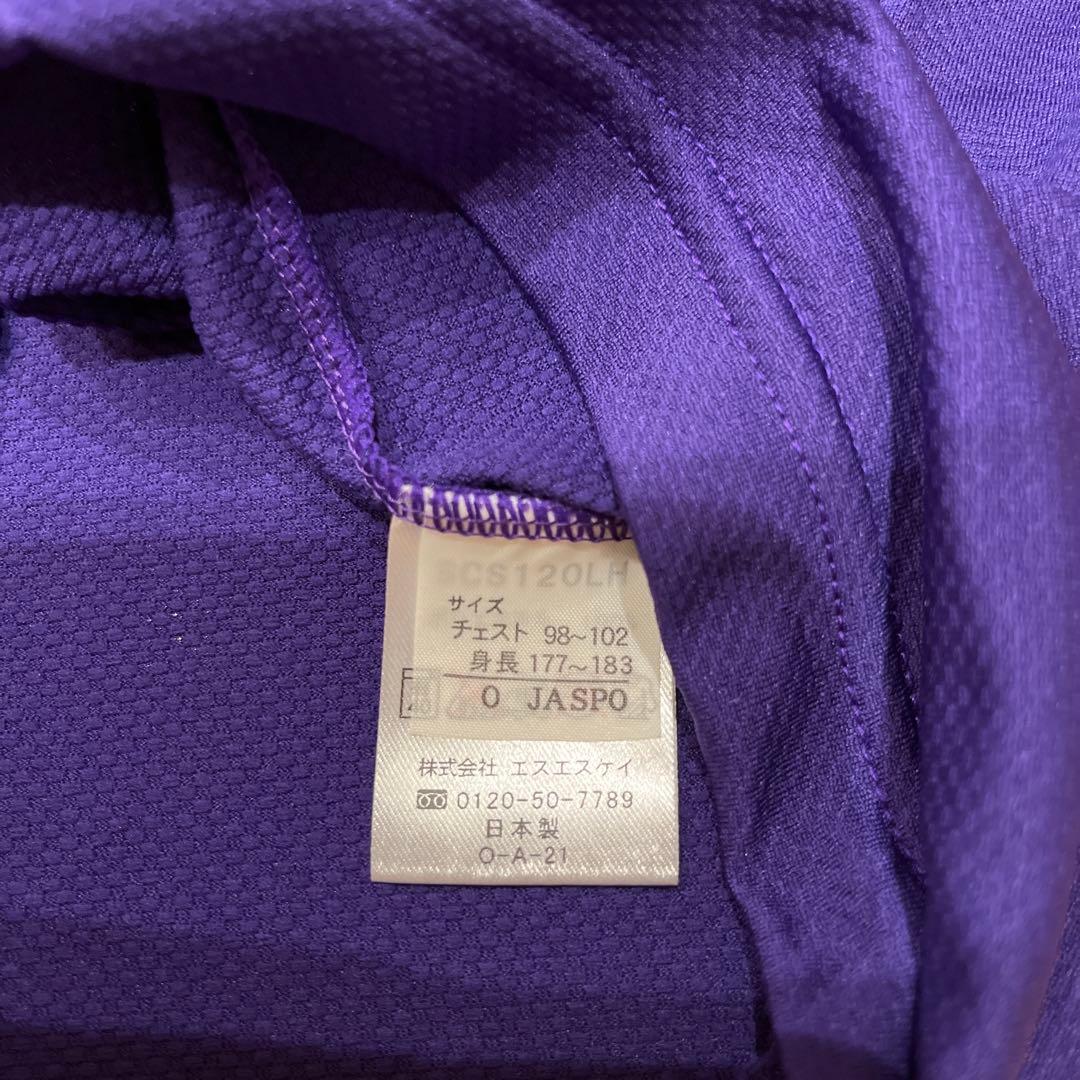 CS120LH
サイズ
チェスト 98~102
身長 177~183
O JASPO
株式会社 エスエスケイ
0120-50-7789
日本製
O-A-21